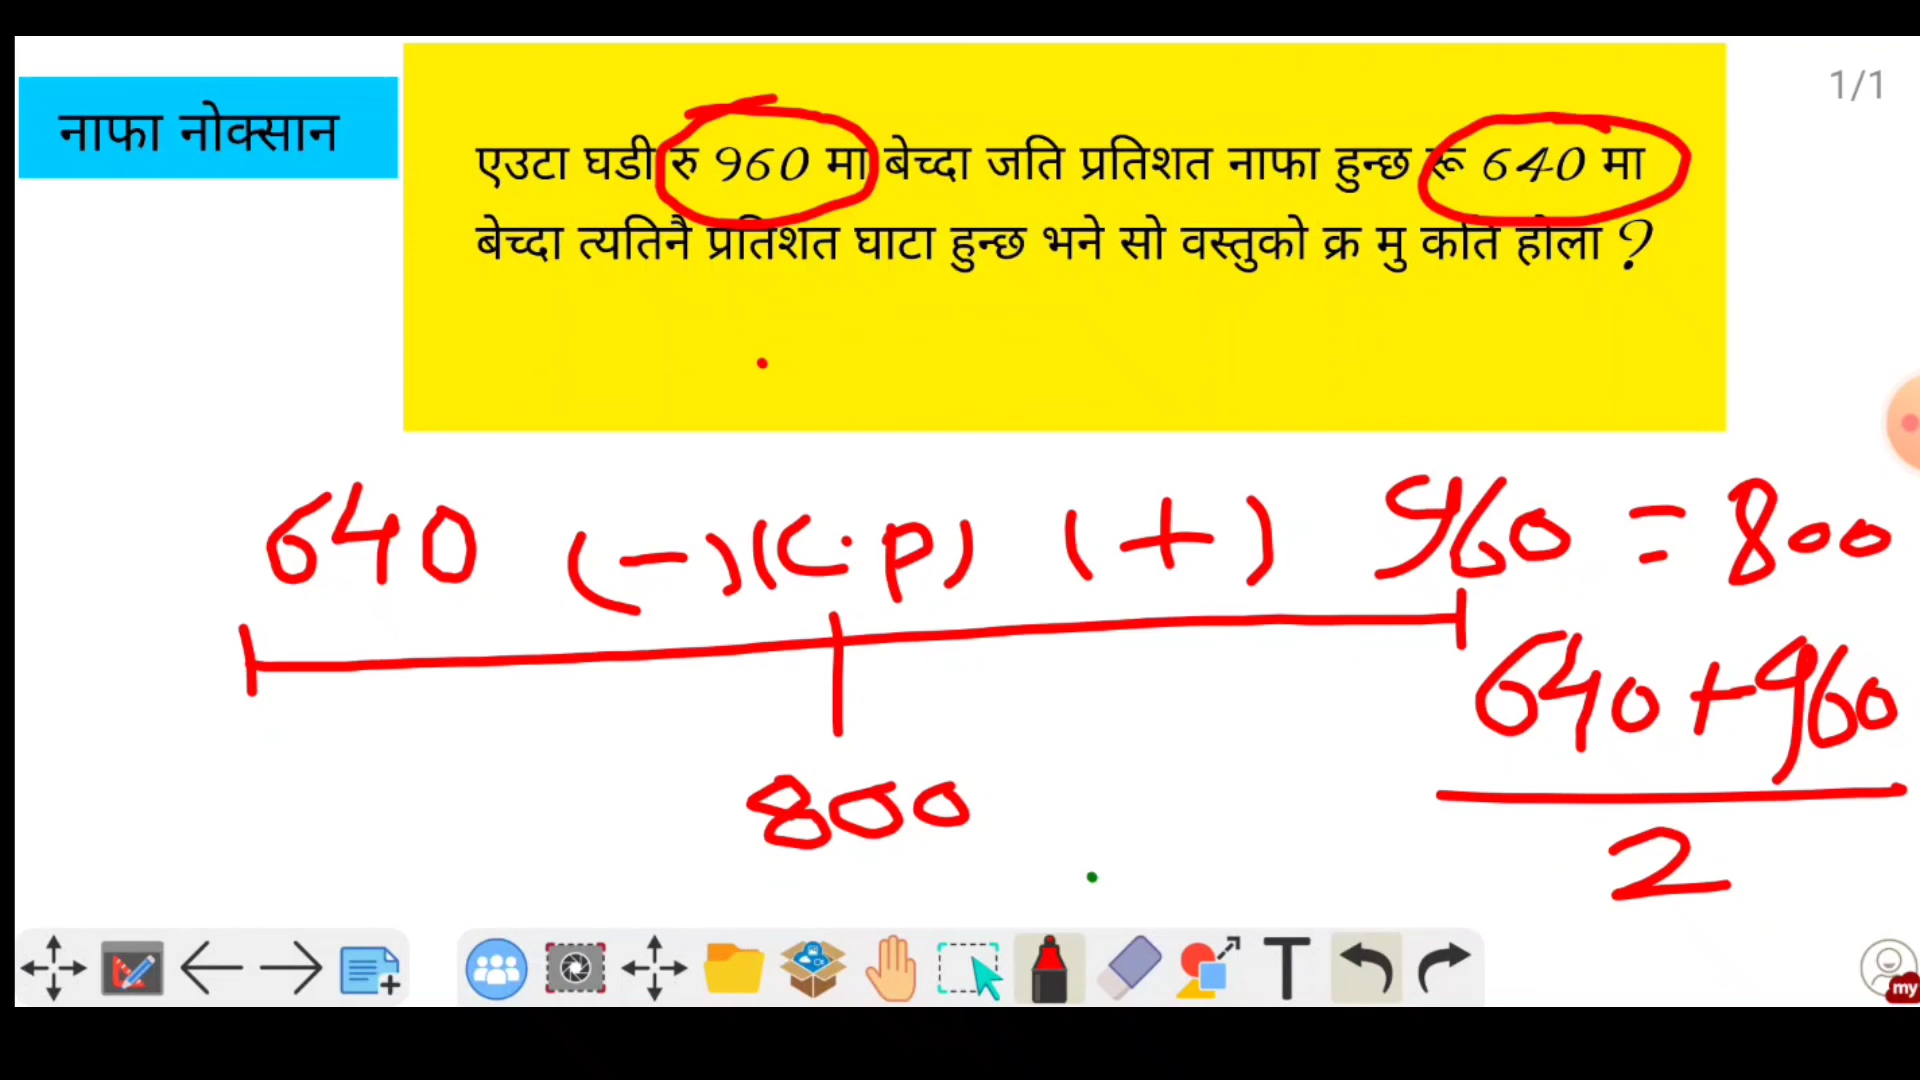 नाफा नोक्सान
1/1
एउटा घडी रु 960 मा बेच्दा जति प्रतिशत नाफा हुन्छ रू 640 मा
बेच्दा त्यतिनै प्रतिशत घाटा हुन्छ भने सो वस्तुको क्र मु कति होला ?
640 (-)(C.P) (+) 960 = 800
640+960
800
2
T
my